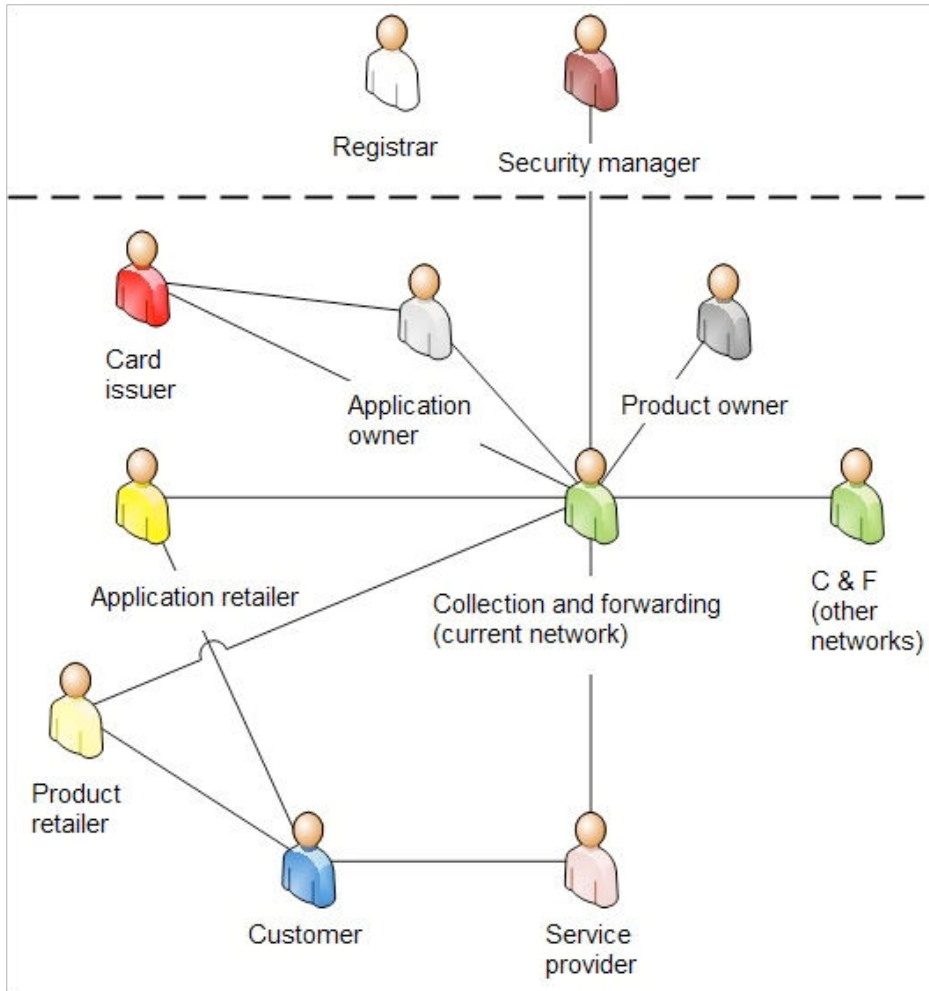 Registrar
Security manager
Card
issuer
Application
owner
Product owner
Application retailer
Collection and forwarding
(current network)
C & F
(other
networks)
Product
retailer
Customer
Service
provider